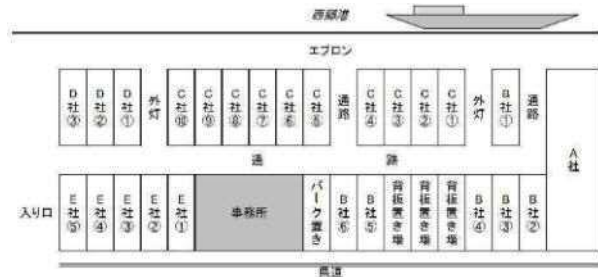 西郷港
エプロン
D社③ D社② D社① 外灯 C社⑩ C社⑨ C社⑧ C社⑦ C社⑥ C社⑤ 通路 C社④ C社③ C社② C社① 外灯 B社① 通路
A社
通路
入り口 E社⑤ E社④ E社③ E社② E社① 事務所 バーク置き B社⑥ B社⑤ 背板置き場 背板置き場 背板置き場 B社④ B社③ B社②
県道